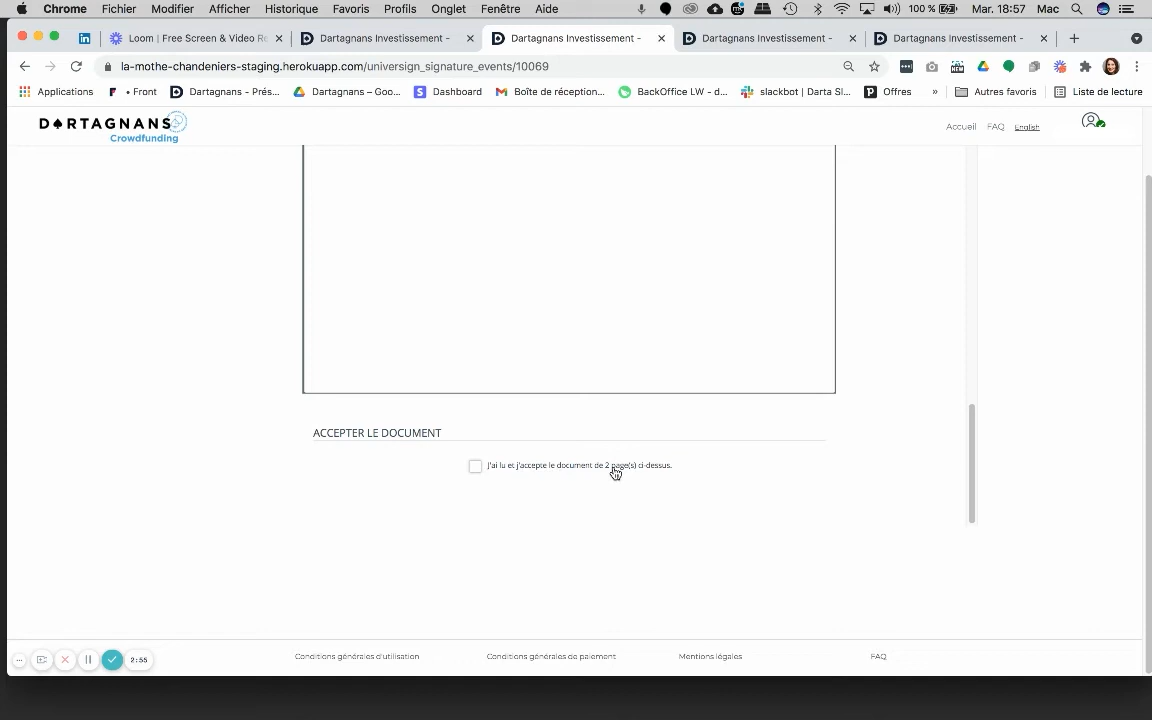 Chrome Fichier Modifier Afficher Historique Favoris Profils Onglet Fenêtre Aide 100 % Mar. 18:57 Mac
Loom | Free Screen & Video Re Dartagnans Investissement - Dartagnans Investissement - Dartagnans Investissement - Dartagnans Investissement -
la-mothe-chandeniers-staging.herokuapp.com/universign_signature_events/10069
Applications • Front Dartagnans - Prés... Dartagnans – Goo... Dashboard Boîte de réception... BackOffice LW - d... slackbot | Darta Sl... Offres » Autres favoris Liste de lecture
DARTAGNANS
Crowdfunding
Accueil FAQ English
ACCEPTER LE DOCUMENT
J'ai lu et j'accepte le document de 2 page(s) ci-dessus.
2:55
Conditions générales d'utilisation Conditions générales de paiement Mentions légales FAQ